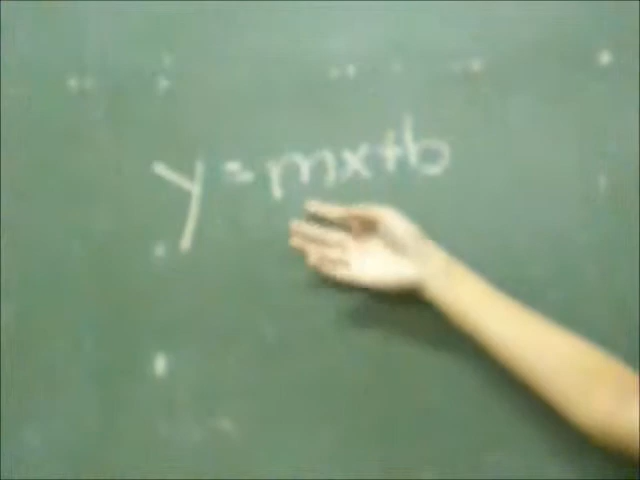 y = mx+b